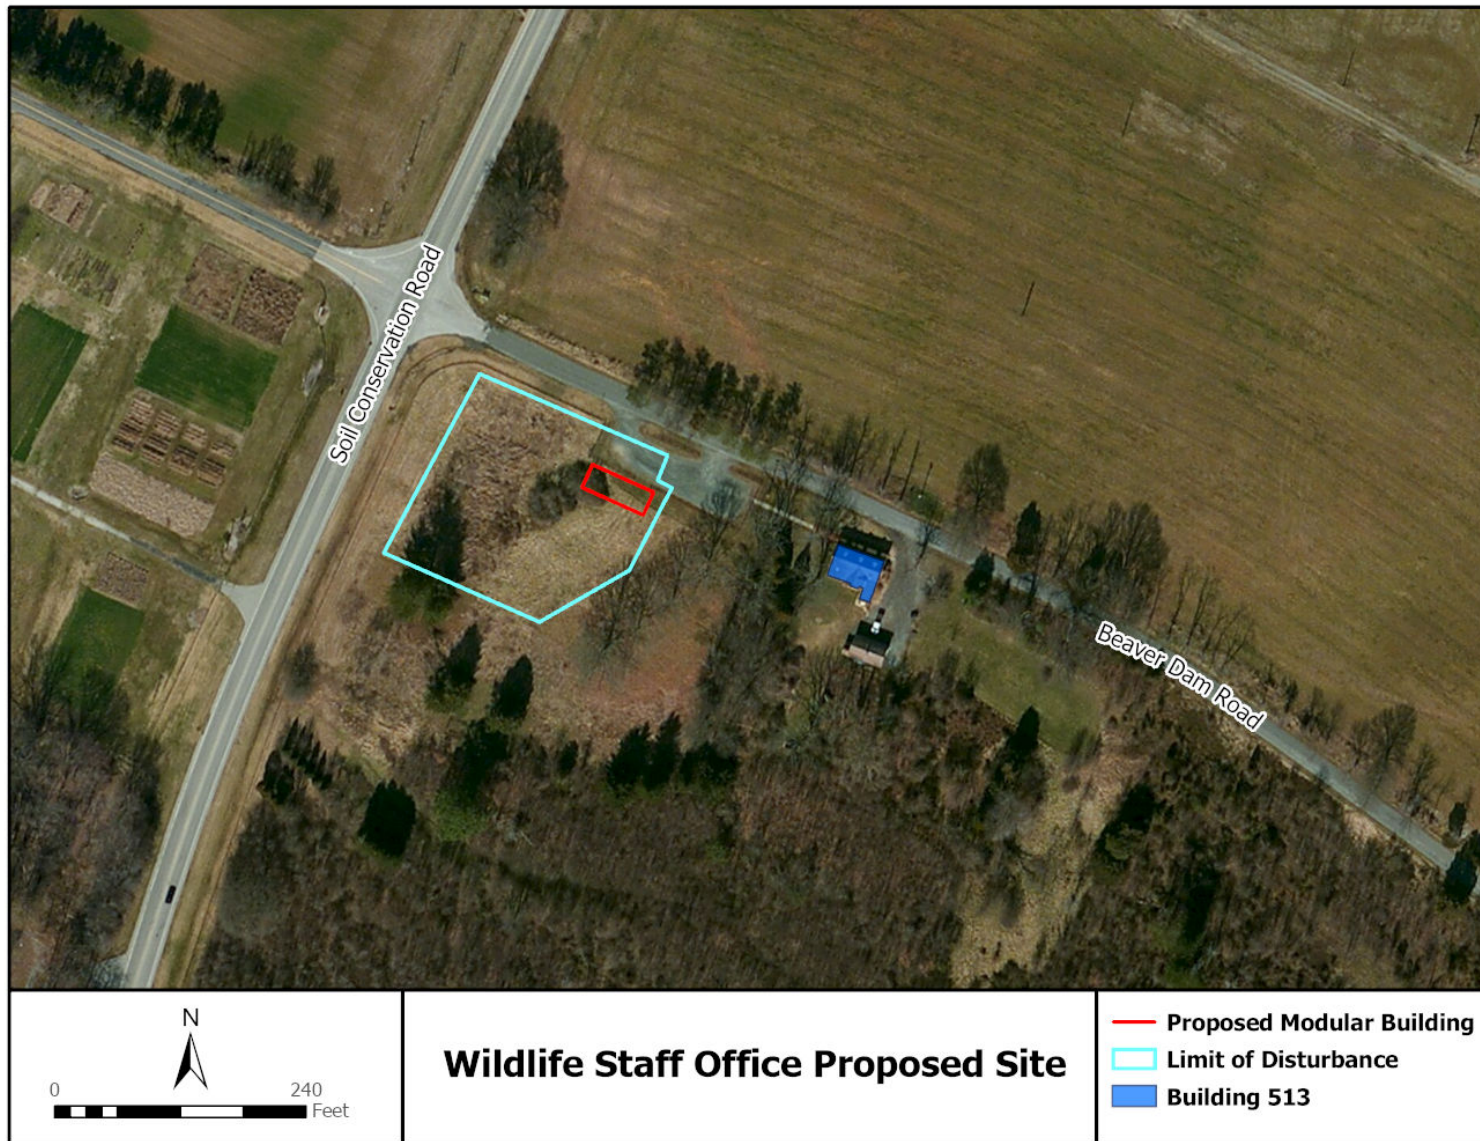 Soil Conservation Road
Beaver Dam Road
N
0 240
Feet
Wildlife Staff Office Proposed Site
Proposed Modular Building
Limit of Disturbance
Building 513